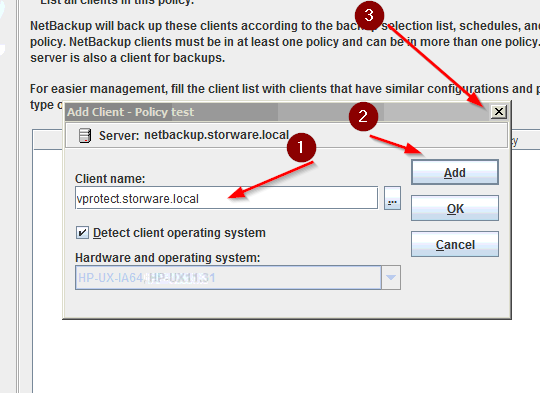 List all clients in this policy.
NetBackup will back up these clients according to the backup selection list, schedules, and
policy. NetBackup clients must be in at least one policy and can be in more than one policy.
server is also a client for backups.
For easier management, fill the client list with clients that have similar configurations and p
type o
3
Add Client - Policy test
Server: netbackup.storware.local
2
1
Client name:
vprotect.storware.local
...
Add
OK
Cancel
Detect client operating system
Hardware and operating system:
HP-UX-IA64, HP-UX11.31